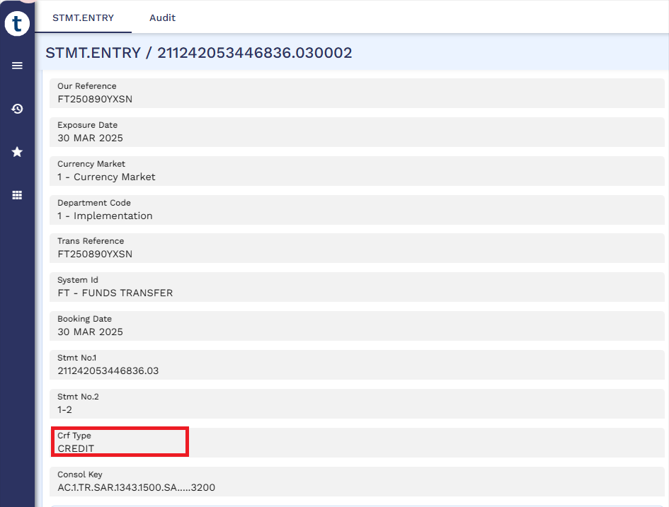 t
STMT.ENTRY Audit
STMT.ENTRY / 211242053446836.030002
Our Reference
FT250890YXSN
Exposure Date
30 MAR 2025
Currency Market
1 - Currency Market
Department Code
1 - Implementation
Trans Reference
FT250890YXSN
System Id
FT - FUNDS TRANSFER
Booking Date
30 MAR 2025
Stmt No.1
211242053446836.03
Stmt No.2
1-2
Crf Type
CREDIT
Consol Key
AC.1.TR.SAR.1343.1500.SA.....3200